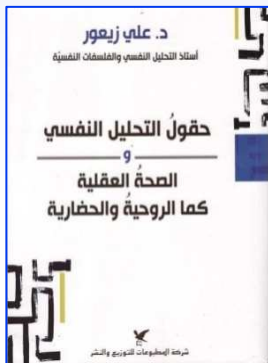 د. علي زيعور
أستاذ التحليل النفسي والفلسفات النفسيّة
حقولُ التحليل النفسي
و
الصحةُ العقلية
كما الروحيةُ والحضارية
شركة المطبوعات للتوزيع والنشر